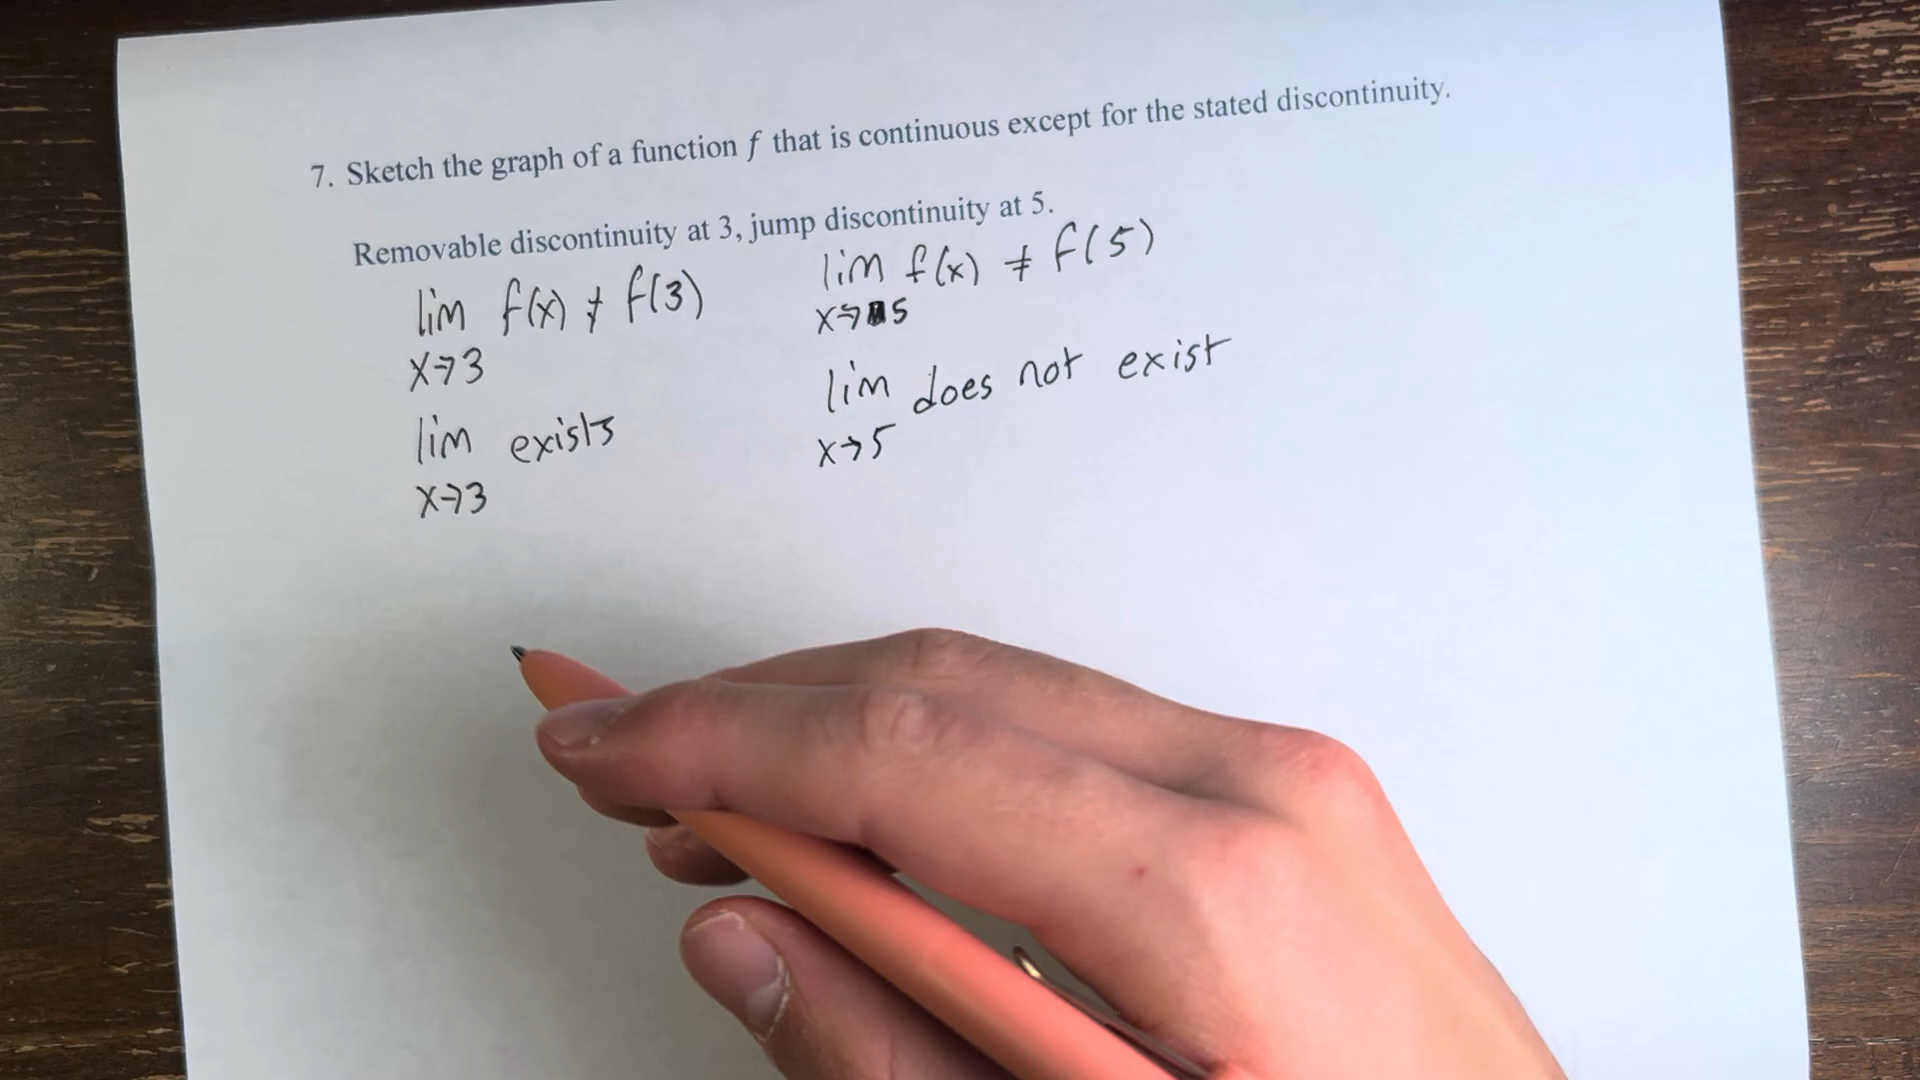 7. Sketch the graph of a function f that is continuous except for the stated discontinuity.
Removable discontinuity at 3, jump discontinuity at 5.
lim f(x) ≠ f(3)
x→3
lim exists
x→3
lim f(x) ≠ f(5)
x→5
lim does not exist
x→5